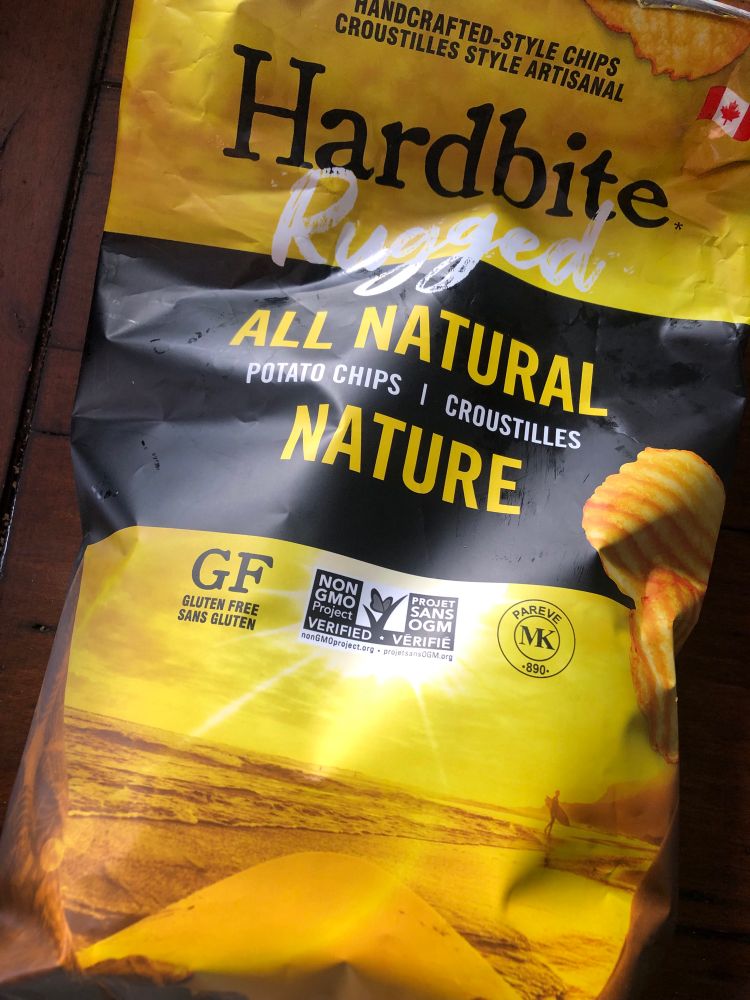 HANDCRAFTED-STYLE CHIPS
CROUSTILLES STYLE ARTISANAL
Hardbite*
Rugged
ALL NATURAL
POTATO CHIPS | CROUSTILLES
NATURE
GF
GLUTEN FREE
SANS GLUTEN
NON
GMO
Project
VERIFIED
PROJET
SANS
OGM
VÉRIFIÉ
nonGMOproject.org • projetsansOGM.org
PAREVE
MK
•890•